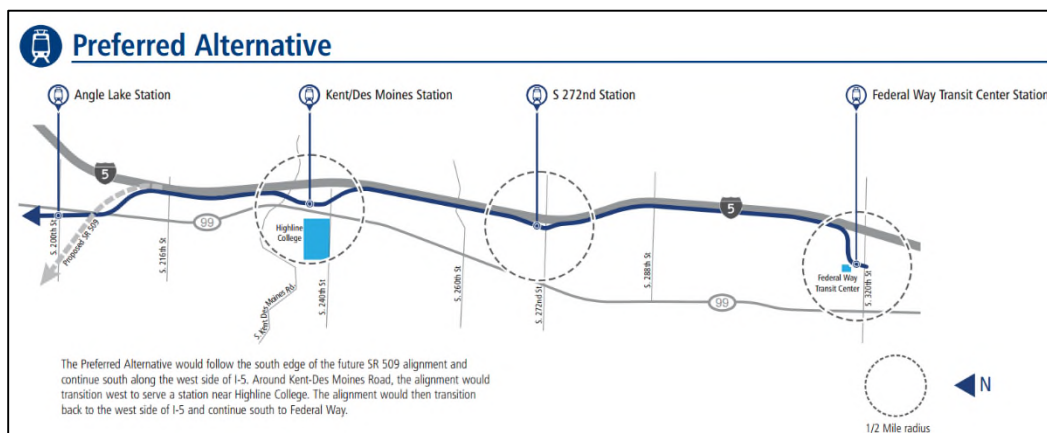 Preferred Alternative
Angle Lake Station
Kent/Des Moines Station
S 272nd Station
Federal Way Transit Center Station
5
5
99
99
S. 200th St
Proposed SR 509
S. 216th St
Highline
College
S. Kent Des Moines Rd.
S. 240th St
S. 260th St
S. 272nd St
S. 288th St
Federal Way
Transit Center
S. 320th St
The Preferred Alternative would follow the south edge of the future SR 509 alignment and
continue south along the west side of I-5. Around Kent-Des Moines Road, the alignment would
transition west to serve a station near Highline College. The alignment would then transition
back to the west side of I-5 and continue south to Federal Way.
N
1/2 Mile radius